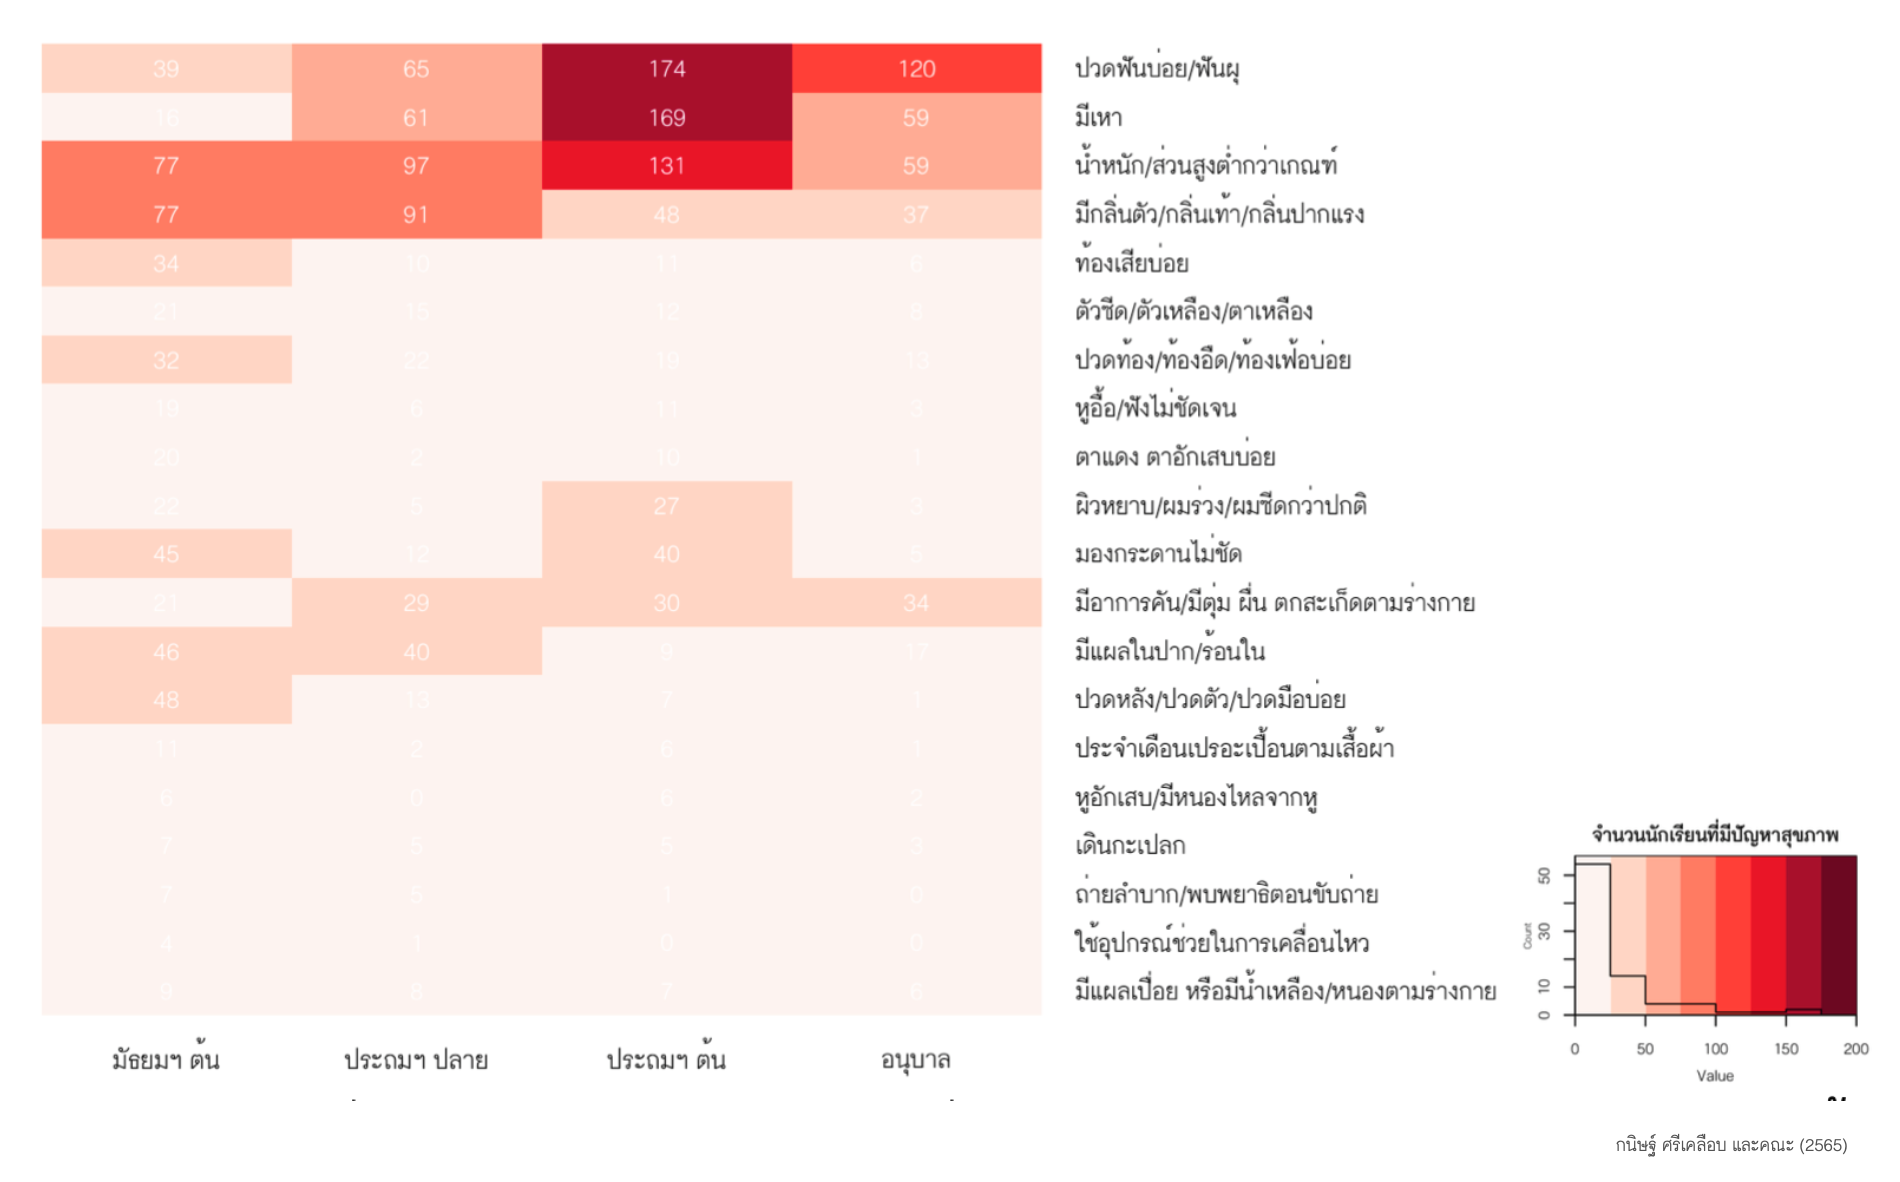 39 65 174 120 ปวดฟันบ่อย/ฟันผุ
16 61 169 59 มีเหา
77 97 131 59 น้ำหนัก/ส่วนสูงต่ำกว่าเกณฑ์
77 91 48 37 มีกลิ่นตัว/กลิ่นเท้า/กลิ่นปากแรง
34 10 11 6 ท้องเสียบ่อย
21 15 12 8 ตัวซีด/ตัวเหลือง/ตาเหลือง
32 22 19 13 ปวดท้อง/ท้องอืด/ท้องเฟ้อบ่อย
19 6 11 3 หูอื้อ/ฟังไม่ชัดเจน
20 2 10 1 ตาแดง ตาอักเสบบ่อย
22 5 27 3 ผิวหยาบ/ผมร่วง/ผมซีดกว่าปกติ
45 12 40 5 มองกระดานไม่ชัด
21 29 30 34 มีอาการคัน/มีตุ่ม ผื่น ตกสะเก็ดตามร่างกาย
46 40 9 17 มีแผลในปาก/ร้อนใน
48 13 7 1 ปวดหลัง/ปวดตัว/ปวดมือบ่อย
11 2 6 1 ประจำเดือนเปรอะเปื้อนตามเสื้อผ้า
6 0 6 2 หูอักเสบ/มีหนองไหลจากหู
7 5 5 3 เดินกะเปลก
7 5 1 0 ถ่ายลำบาก/พบพยาธิตอนขับถ่าย
4 1 0 0 ใช้อุปกรณ์ช่วยในการเคลื่อนไหว
9 8 7 6 มีแผลเปื่อย หรือมีน้ำเหลือง/หนองตามร่างกาย
มัธยมฯ ต้น ประถมฯ ปลาย ประถมฯ ต้น อนุบาล
จำนวนนักเรียนที่มีปัญหาสุขภาพ
Count
50
30
10
0
0 50 100 150 200
Value
กนิษฐ์ ศรีเคลือบ และคณะ (2565)